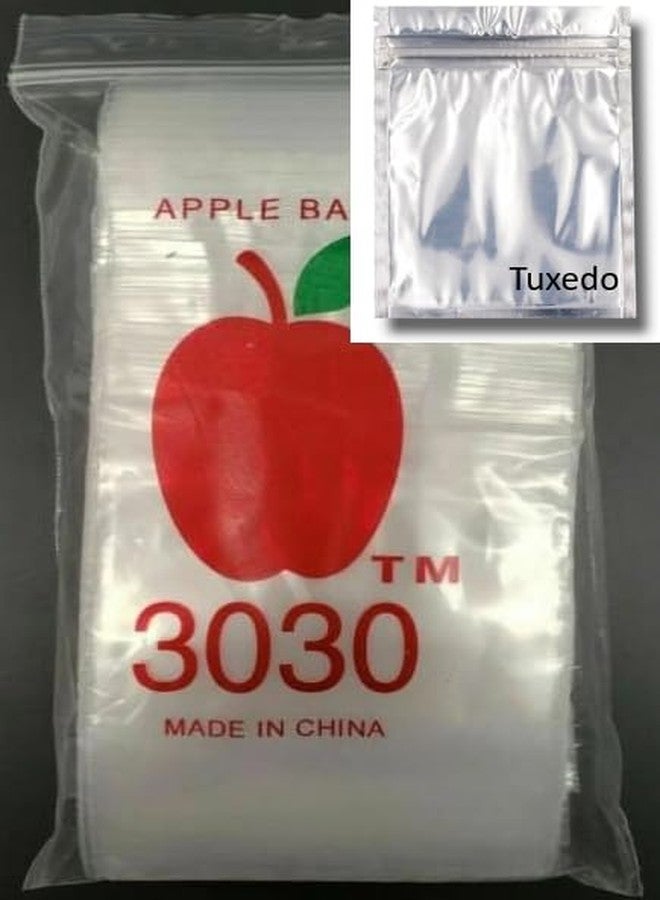 APPLE BA
Tuxedo
TM
3030
MADE IN CHINA